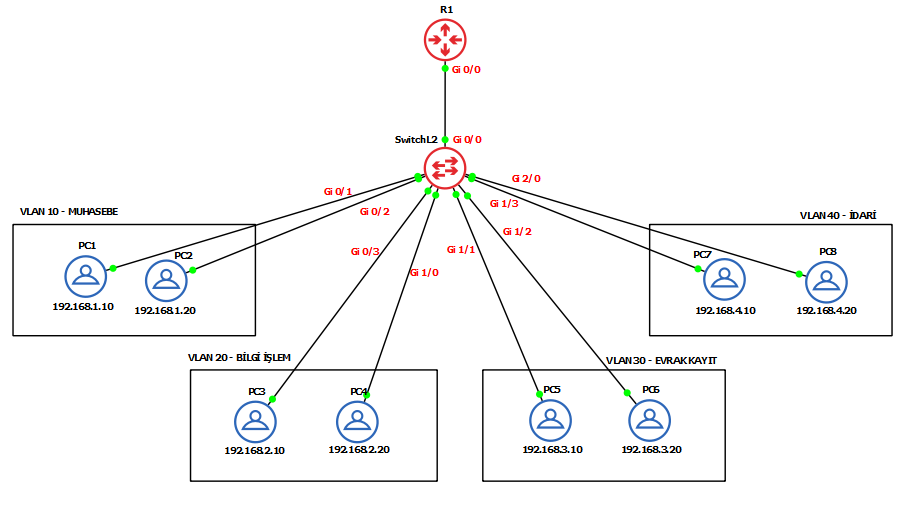 R1
Gi 0/0
SwitchL2
Gi 0/0
Gi 0/1
Gi 0/2
Gi 0/3
Gi 1/0
Gi 1/1
Gi 1/2
Gi 1/3
Gi 2/0
VLAN 10 - MUHASEBE
PC1
192.168.1.10
PC2
192.168.1.20
VLAN 40 - İDARİ
PC7
192.168.4.10
PC8
192.168.4.20
VLAN 20 - BİLGİ İŞLEM
PC3
192.168.2.10
PC4
192.168.2.20
VLAN 30 - EVRAK KAYIT
PC5
192.168.3.10
PC6
192.168.3.20